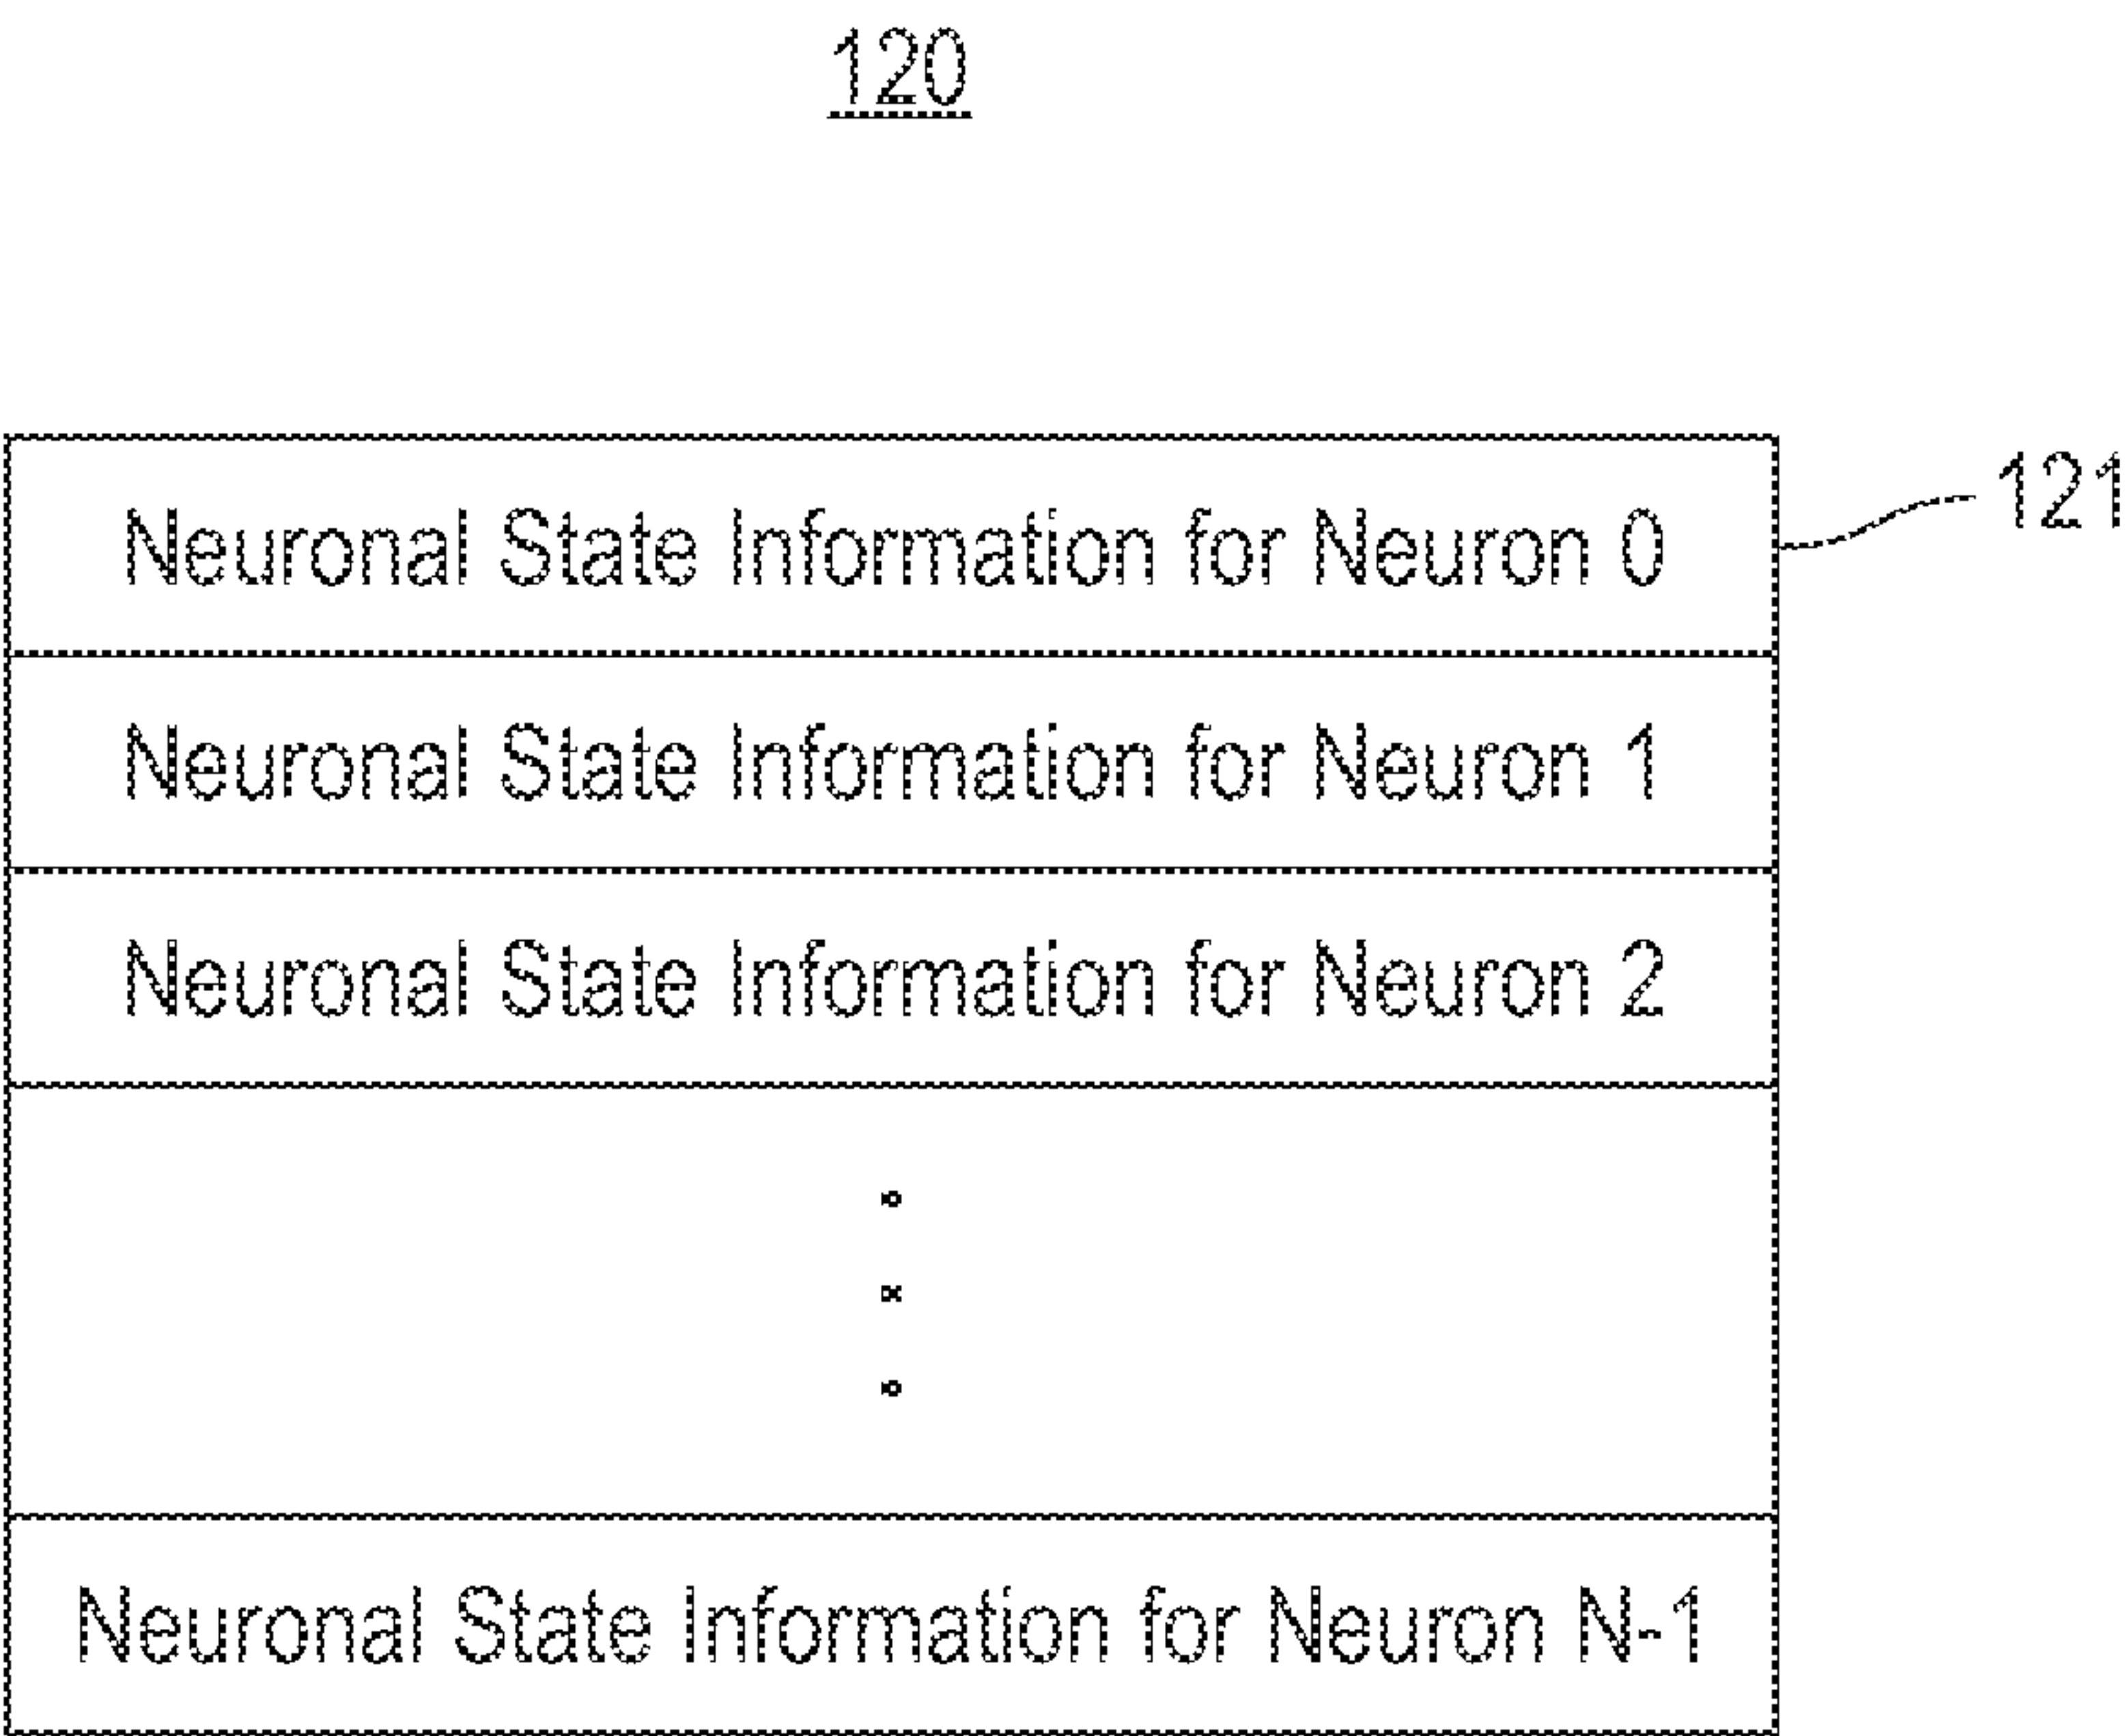 120
Neuronal State Information for Neuron 0
121
Neuronal State Information for Neuron 1
Neuronal State Information for Neuron 2
Neuronal State Information for Neuron N-1